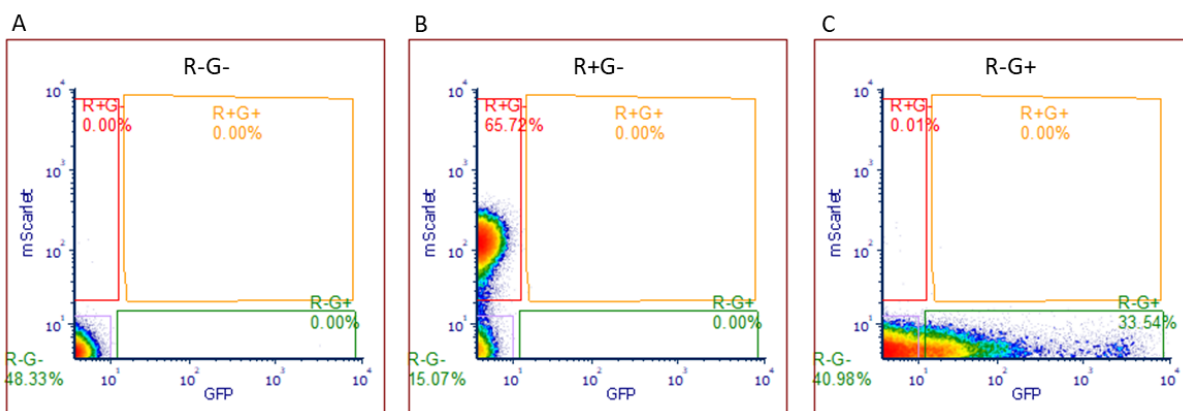 A
R-G-
10⁴
10³
10²
10¹
mScarlet
R+G-
0.00%
R+G+
0.00%
R-G+
0.00%
R-G-
48.33%
10¹
10²
10³
10⁴
GFP
B
R+G-
10⁴
10³
10²
10¹
mScarlet
R+G-
65.72%
R+G+
0.00%
R-G+
0.00%
R-G-
15.07%
10¹
10²
10³
10⁴
GFP
C
R-G+
10⁴
10³
10²
10¹
mScarlet
R+G-
0.01%
R+G+
0.00%
R-G+
33.54%
R-G-
40.98%
10¹
10²
10³
10⁴
GFP